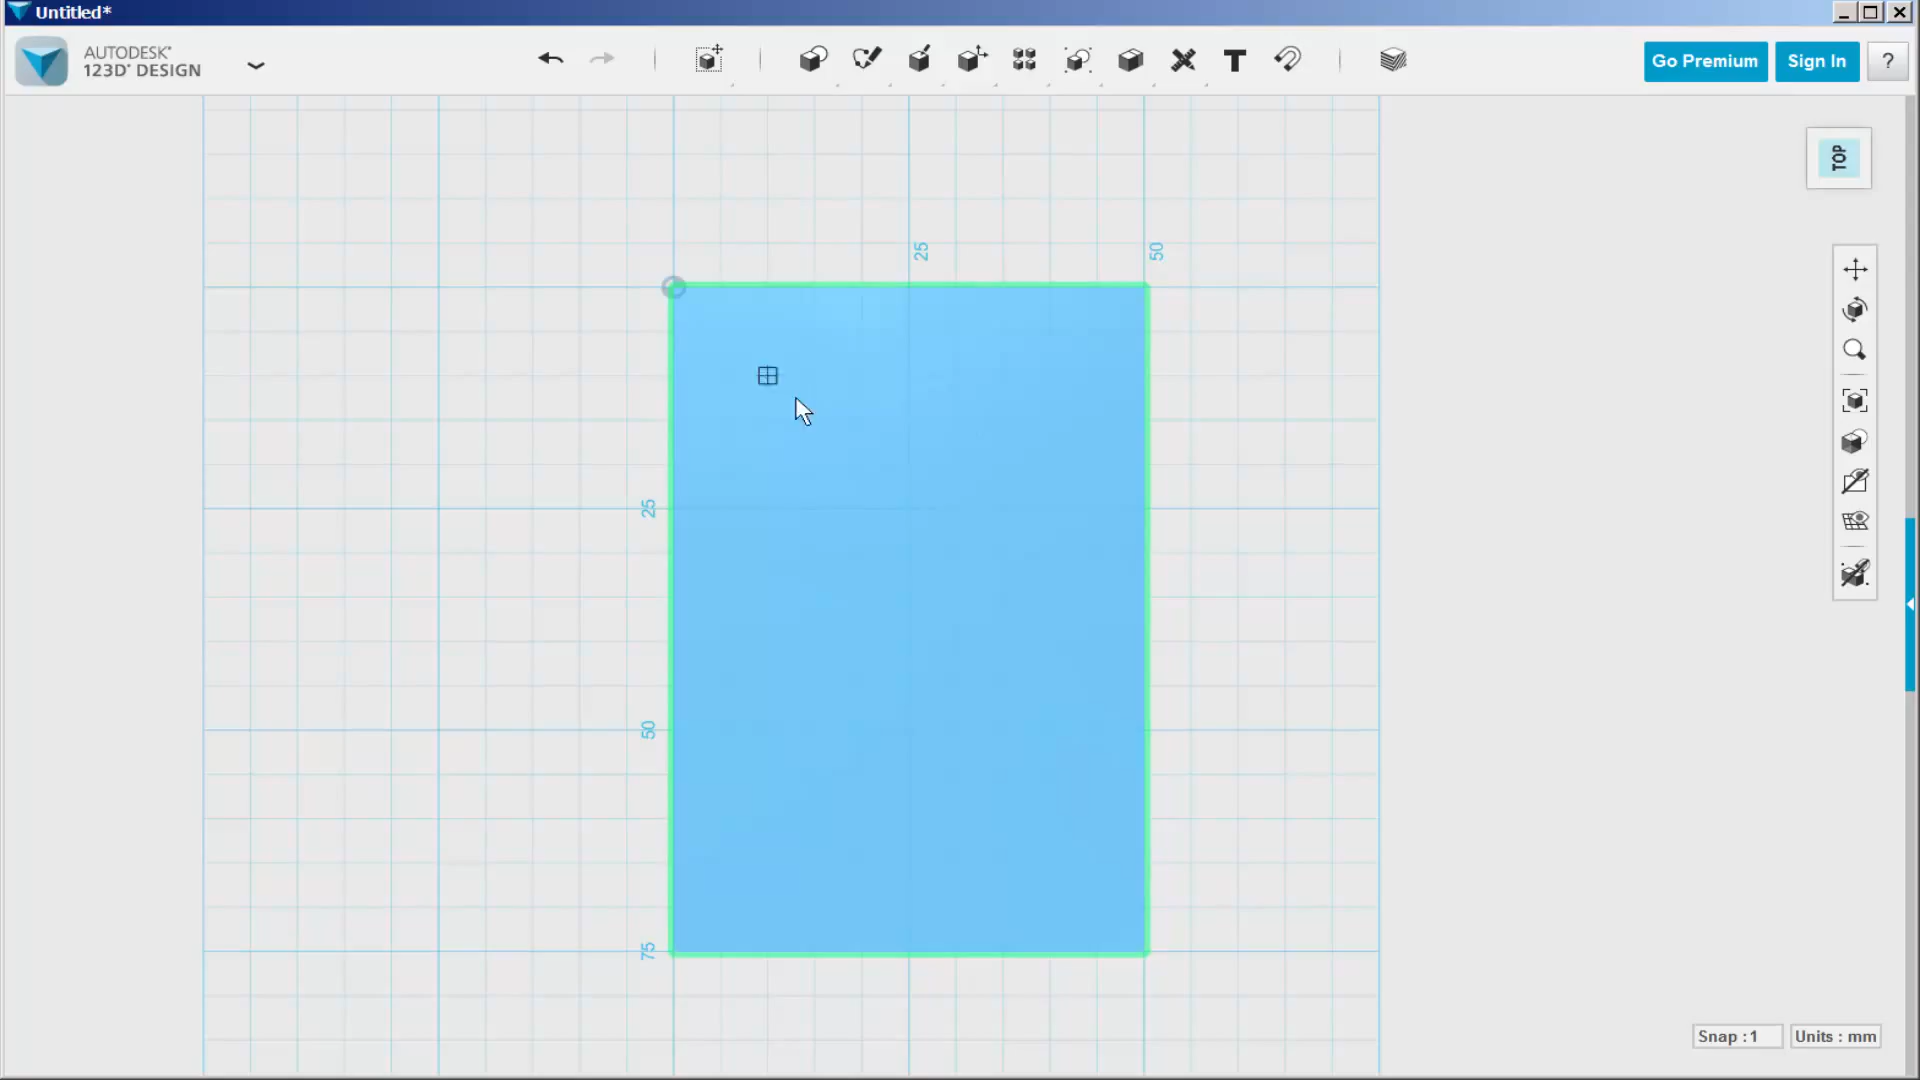 Untitled*
AUTODESK®
123D® DESIGN
Go Premium
Sign In
?
TOP
25
50
25
50
75
Snap : 1
Units : mm